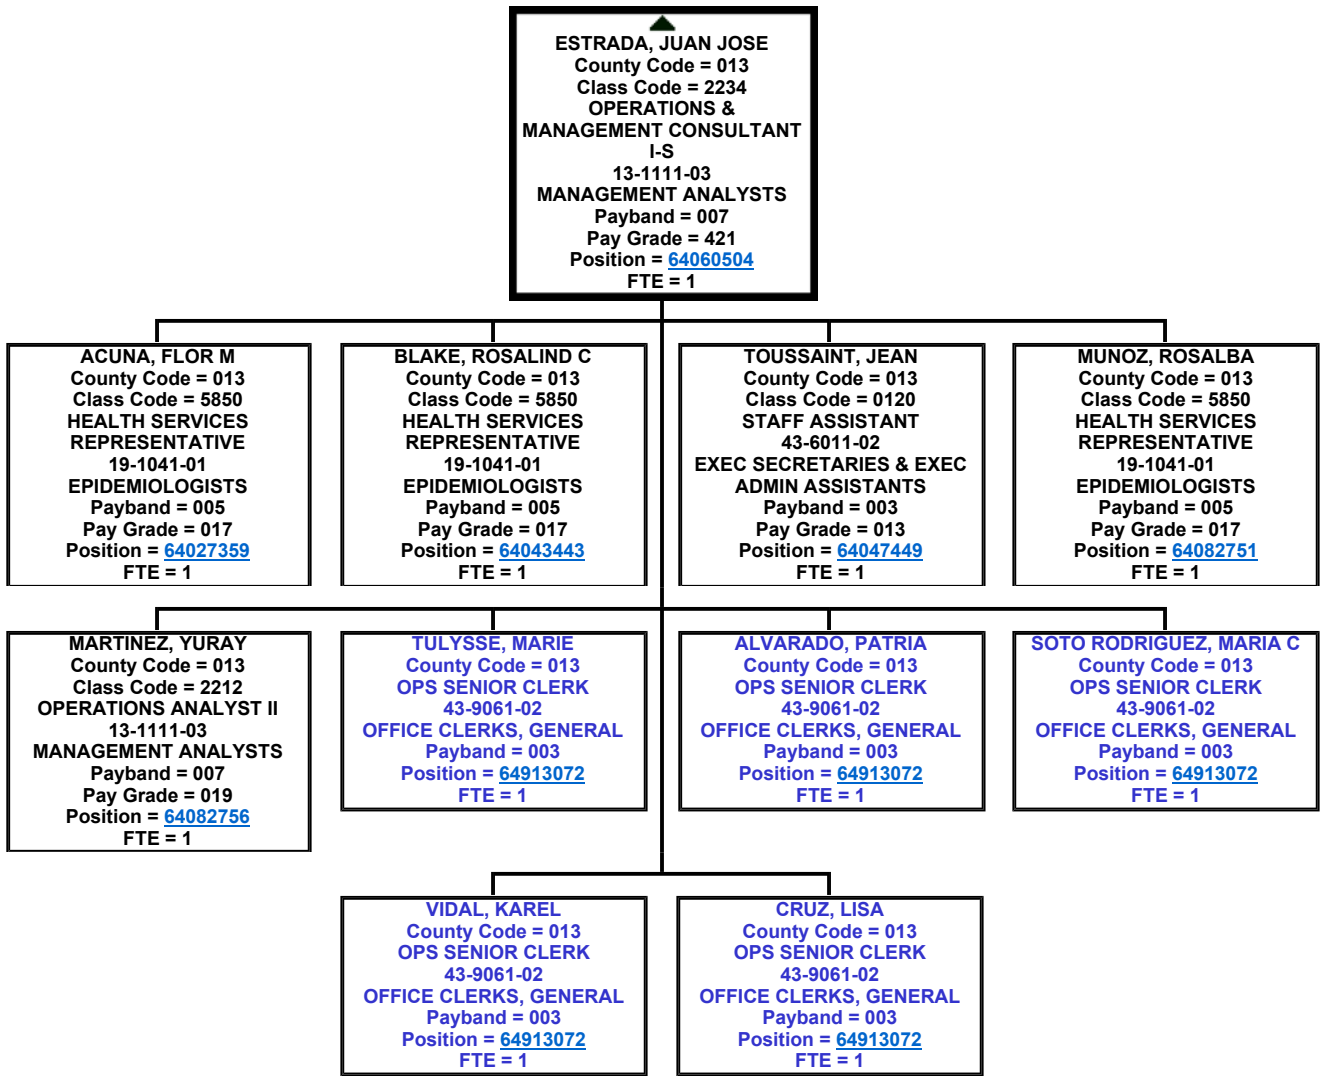 ESTRADA, JUAN JOSE
County Code = 013
Class Code = 2234
OPERATIONS &
MANAGEMENT CONSULTANT
I-S
13-1111-03
MANAGEMENT ANALYSTS
Payband = 007
Pay Grade = 421
Position = 64060504
FTE = 1
ACUNA, FLOR M
County Code = 013
Class Code = 5850
HEALTH SERVICES
REPRESENTATIVE
19-1041-01
EPIDEMIOLOGISTS
Payband = 005
Pay Grade = 017
Position = 64027359
FTE = 1
BLAKE, ROSALIND C
County Code = 013
Class Code = 5850
HEALTH SERVICES
REPRESENTATIVE
19-1041-01
EPIDEMIOLOGISTS
Payband = 005
Pay Grade = 017
Position = 64043443
FTE = 1
TOUSSAINT, JEAN
County Code = 013
Class Code = 0120
STAFF ASSISTANT
43-6011-02
EXEC SECRETARIES & EXEC
ADMIN ASSISTANTS
Payband = 003
Pay Grade = 013
Position = 64047449
FTE = 1
MUNOZ, ROSALBA
County Code = 013
Class Code = 5850
HEALTH SERVICES
REPRESENTATIVE
19-1041-01
EPIDEMIOLOGISTS
Payband = 005
Pay Grade = 017
Position = 64082751
FTE = 1
MARTINEZ, YURAY
County Code = 013
Class Code = 2212
OPERATIONS ANALYST II
13-1111-03
MANAGEMENT ANALYSTS
Payband = 007
Pay Grade = 019
Position = 64082756
FTE = 1
TULYSSE, MARIE
County Code = 013
OPS SENIOR CLERK
43-9061-02
OFFICE CLERKS, GENERAL
Payband = 003
Position = 64913072
FTE = 1
ALVARADO, PATRIA
County Code = 013
OPS SENIOR CLERK
43-9061-02
OFFICE CLERKS, GENERAL
Payband = 003
Position = 64913072
FTE = 1
SOTO RODRIGUEZ, MARIA C
County Code = 013
OPS SENIOR CLERK
43-9061-02
OFFICE CLERKS, GENERAL
Payband = 003
Position = 64913072
FTE = 1
VIDAL, KAREL
County Code = 013
OPS SENIOR CLERK
43-9061-02
OFFICE CLERKS, GENERAL
Payband = 003
Position = 64913072
FTE = 1
CRUZ, LISA
County Code = 013
OPS SENIOR CLERK
43-9061-02
OFFICE CLERKS, GENERAL
Payband = 003
Position = 64913072
FTE = 1